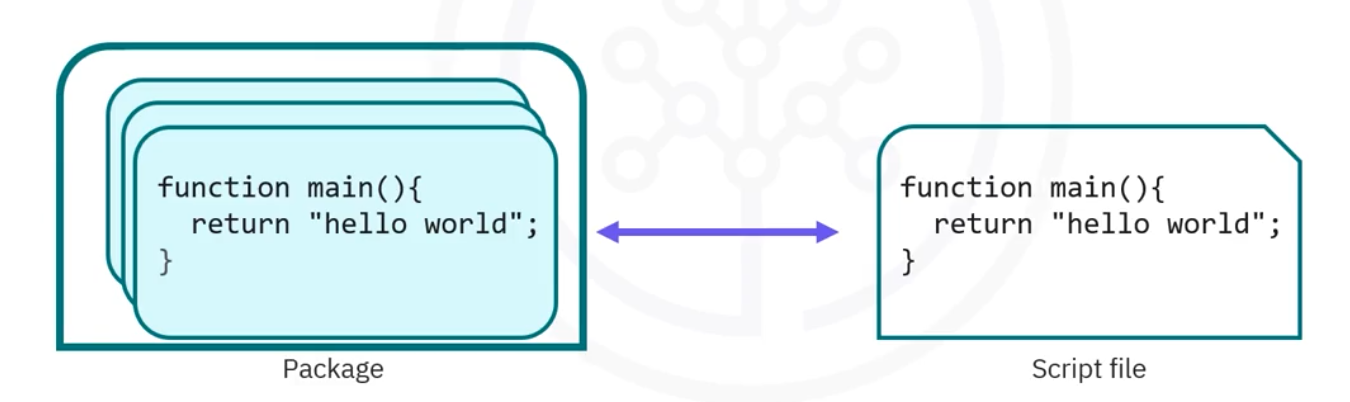 function main(){
  return "hello world";
}
Package
function main(){
  return "hello world";
}
Script file